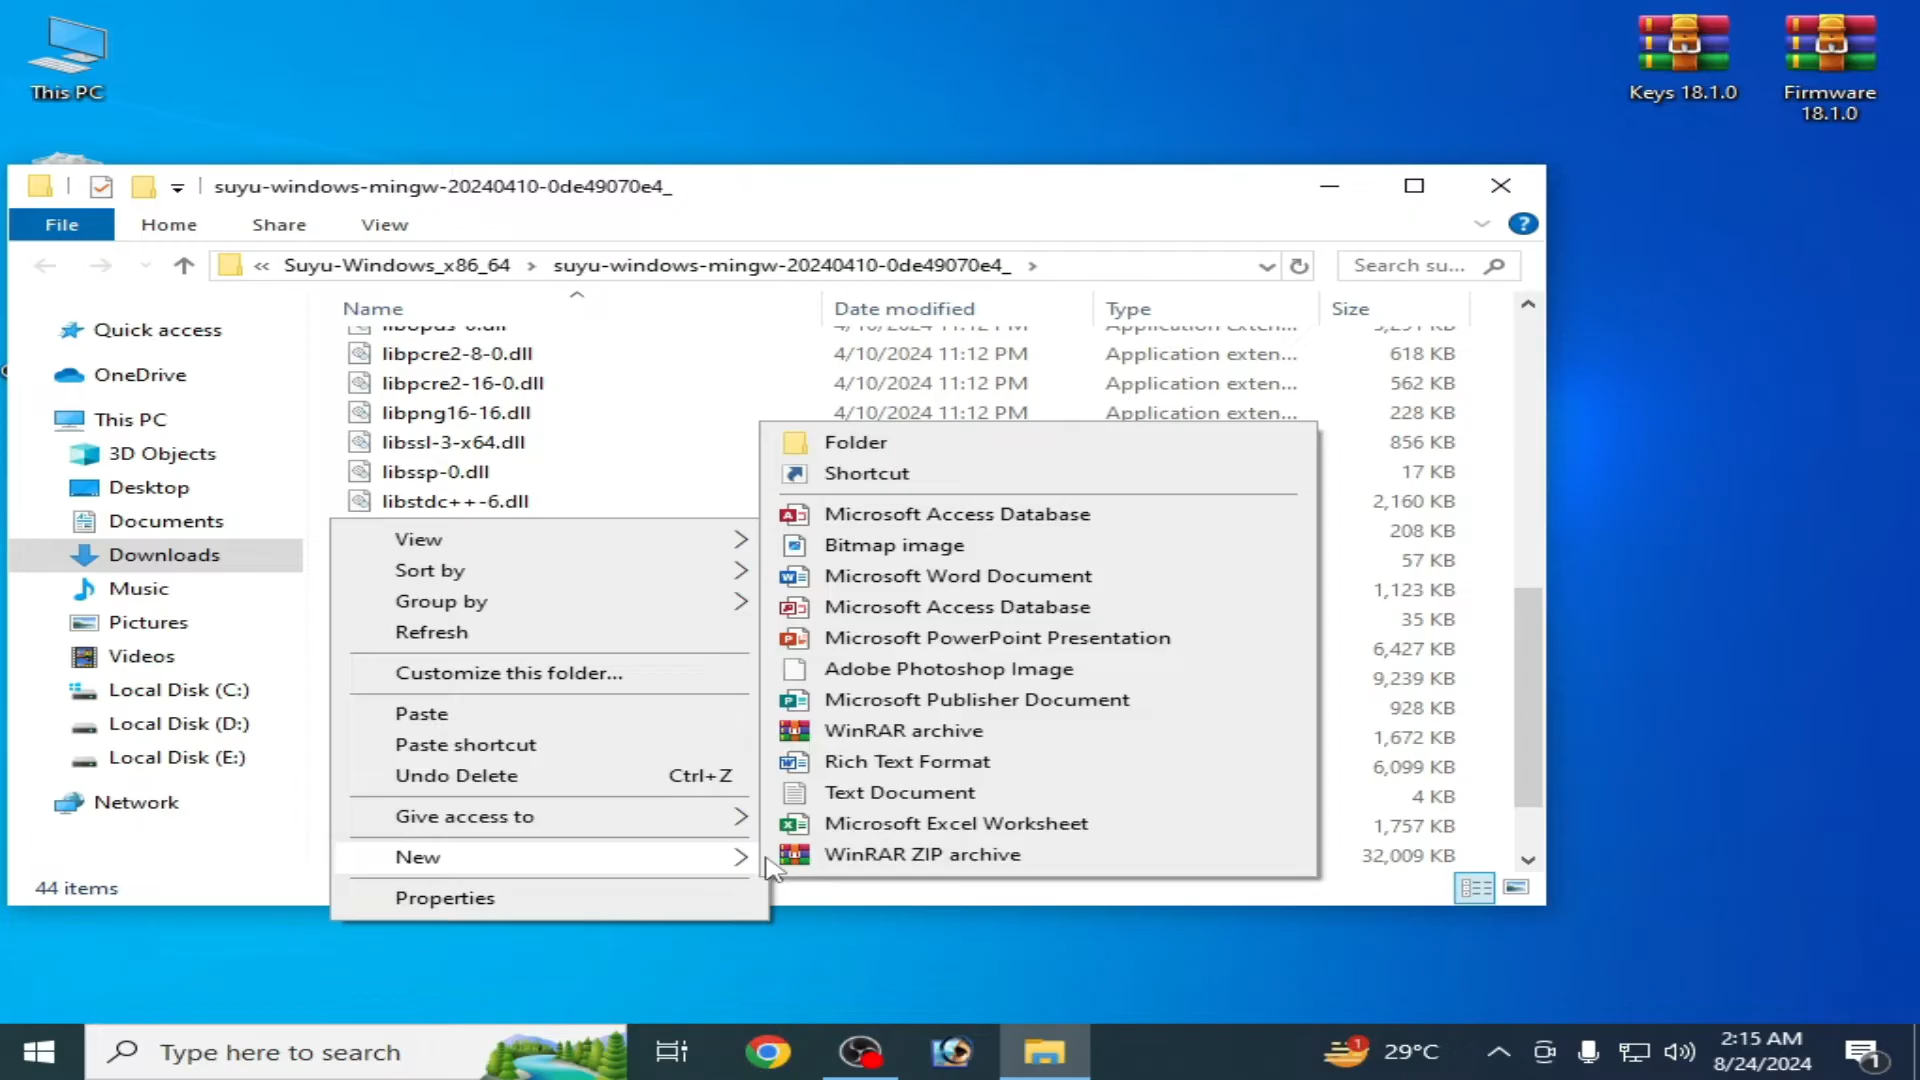 This PC
Keys 18.1.0
Firmware
18.1.0
suyu-windows-mingw-20240410-0de49070e4_
File
Home
Share
View
?
« Suyu-Windows_x86_64 > suyu-windows-mingw-20240410-0de49070e4_ >
Search su...
Name
Date modified
Type
Size
Quick access
OneDrive
This PC
3D Objects
Desktop
Documents
Downloads
Music
Pictures
Videos
Local Disk (C:)
Local Disk (D:)
Local Disk (E:)
Network
libpcre2-8-0.dll 4/10/2024 11:12 PM Application exten... 618 KB
libpcre2-16-0.dll 4/10/2024 11:12 PM Application exten... 562 KB
libpng16-16.dll 4/10/2024 11:12 PM Application exten... 228 KB
libssl-3-x64.dll 856 KB
libssp-0.dll 17 KB
libstdc++-6.dll 2,160 KB
208 KB
57 KB
1,123 KB
35 KB
6,427 KB
9,239 KB
928 KB
1,672 KB
6,099 KB
4 KB
1,757 KB
32,009 KB
View
Sort by
Group by
Refresh
Customize this folder...
Paste
Paste shortcut
Undo Delete Ctrl+Z
Give access to
New
Properties
Folder
Shortcut
Microsoft Access Database
Bitmap image
Microsoft Word Document
Microsoft Access Database
Microsoft PowerPoint Presentation
Adobe Photoshop Image
Microsoft Publisher Document
WinRAR archive
Rich Text Format
Text Document
Microsoft Excel Worksheet
WinRAR ZIP archive
44 items
Type here to search
1
29°C
2:15 AM
8/24/2024
1